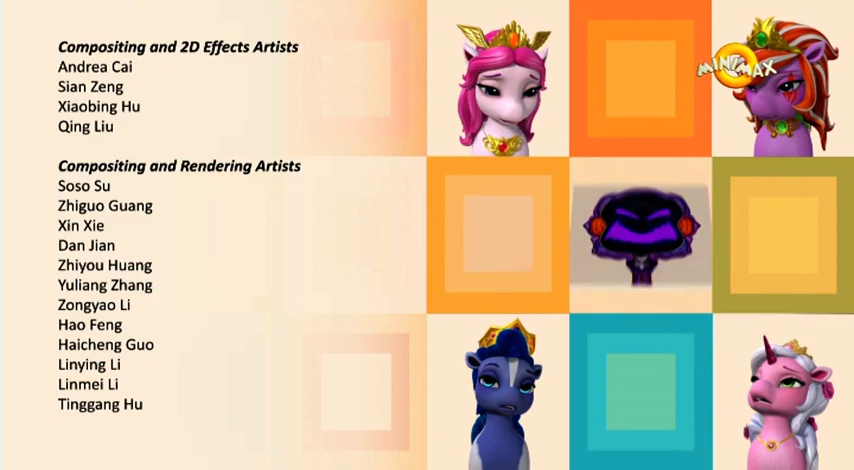 Compositing and 2D Effects Artists
Andrea Cai
Sian Zeng
Xiaobing Hu
Qing Liu
Compositing and Rendering Artists
Soso Su
Zhiguo Guang
Xin Xie
Dan Jian
Zhiyou Huang
Yuliang Zhang
Zongyao Li
Hao Feng
Haicheng Guo
Linying Li
Linmei Li
Tinggang Hu
MINIMAX